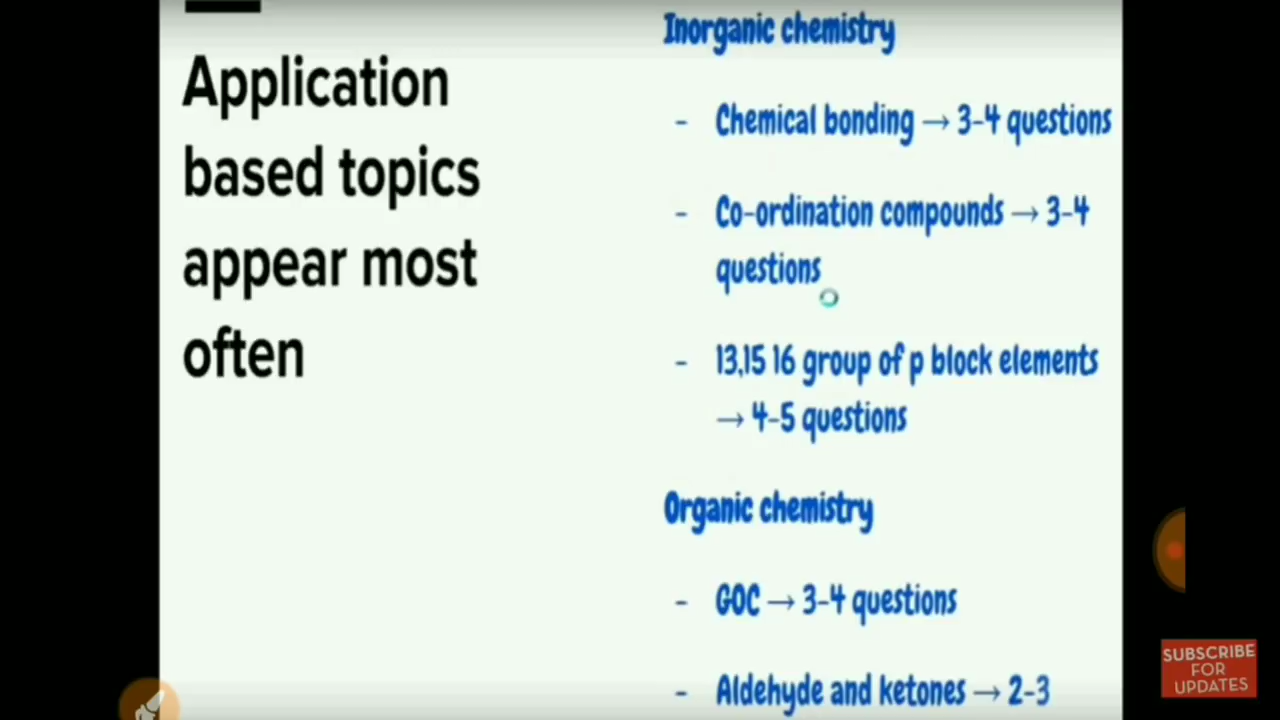 Application
based topics
appear most
often
Inorganic chemistry
- Chemical bonding → 3-4 questions
- Co-ordination compounds → 3-4
questions
- 13,15 16 group of p block elements
→ 4-5 questions
Organic chemistry
- GOC → 3-4 questions
- Aldehyde and ketones → 2-3
SUBSCRIBE
FOR
UPDATES